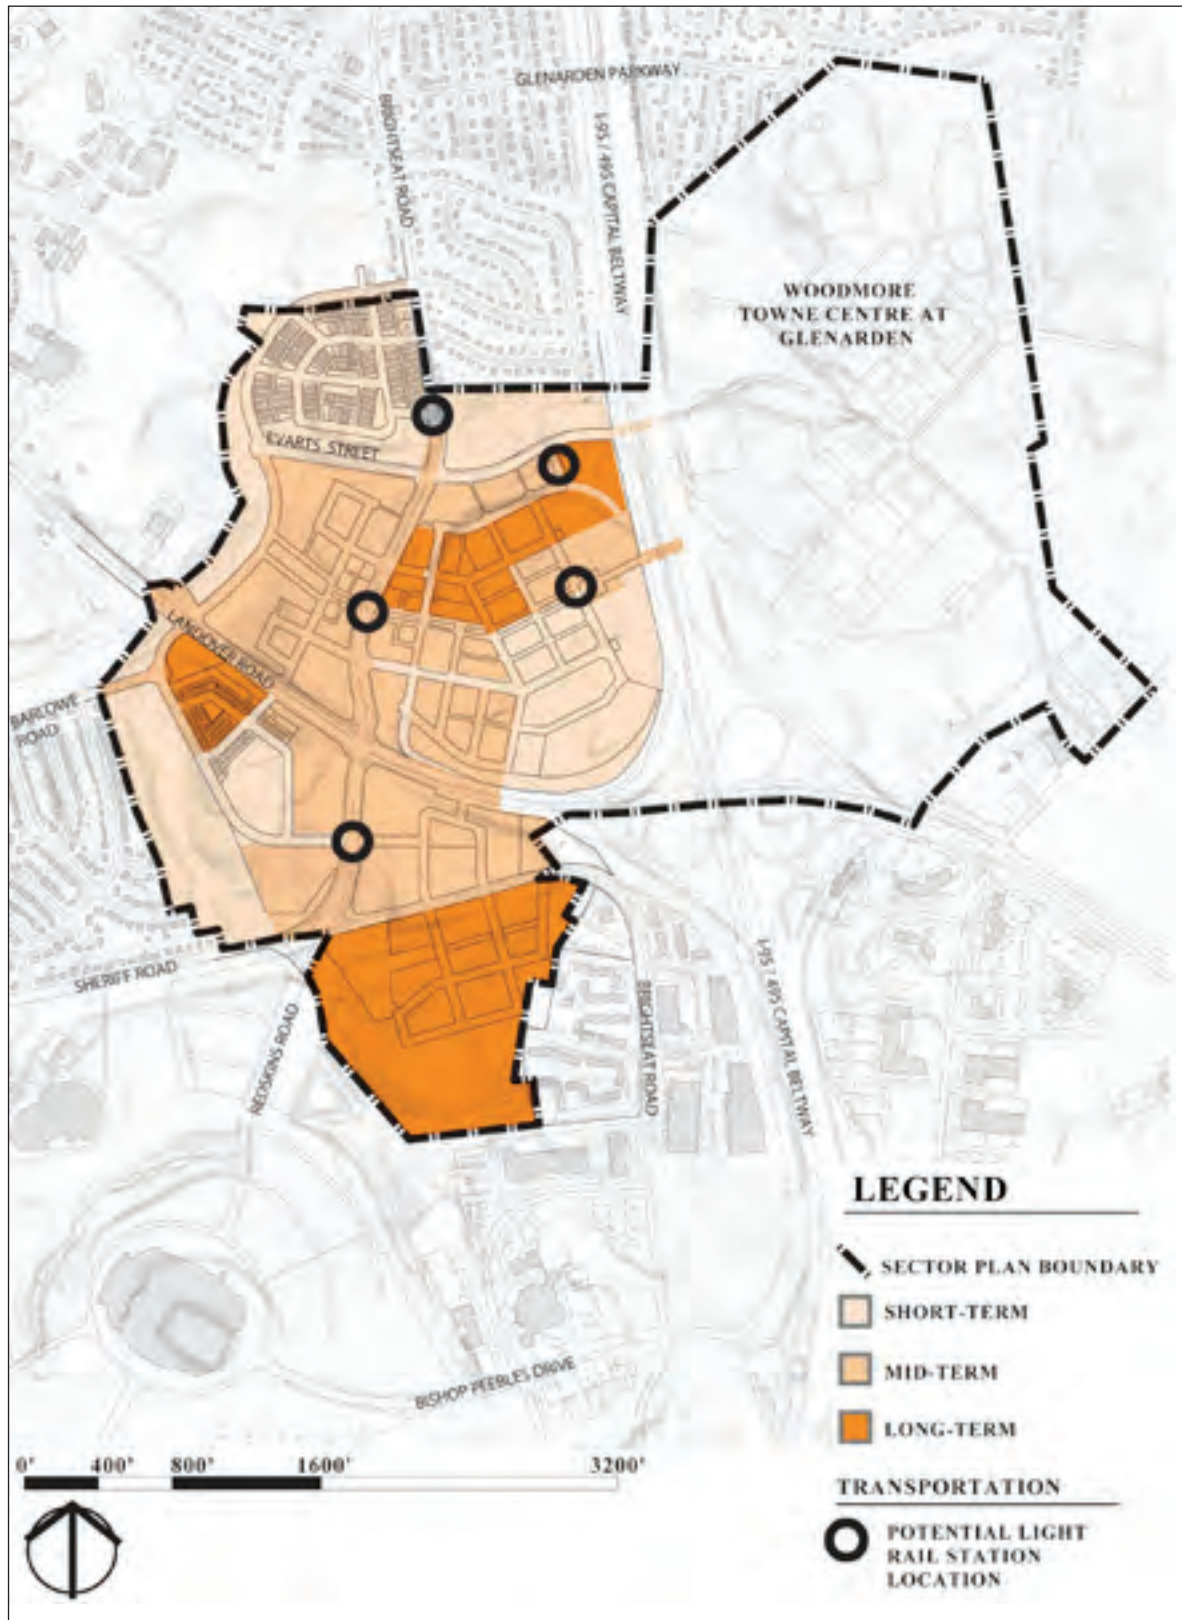 GLENARDEN PARKWAY
BRIGHTSEAT ROAD
I-95 / 495 CAPITAL BELTWAY
WOODMORE
TOWNE CENTRE AT
GLENARDEN
EVARTS STREET
LANDOVER ROAD
BARLOWE
ROAD
SHERIFF ROAD
REDSKINS ROAD
BRIGHTSEAT ROAD
I-95 / 495 CAPITAL BELTWAY
BISHOP PEEBLES DRIVE
LEGEND
SECTOR PLAN BOUNDARY
SHORT-TERM
MID-TERM
LONG-TERM
0' 400' 800' 1600' 3200'
TRANSPORTATION
POTENTIAL LIGHT
RAIL STATION
LOCATION